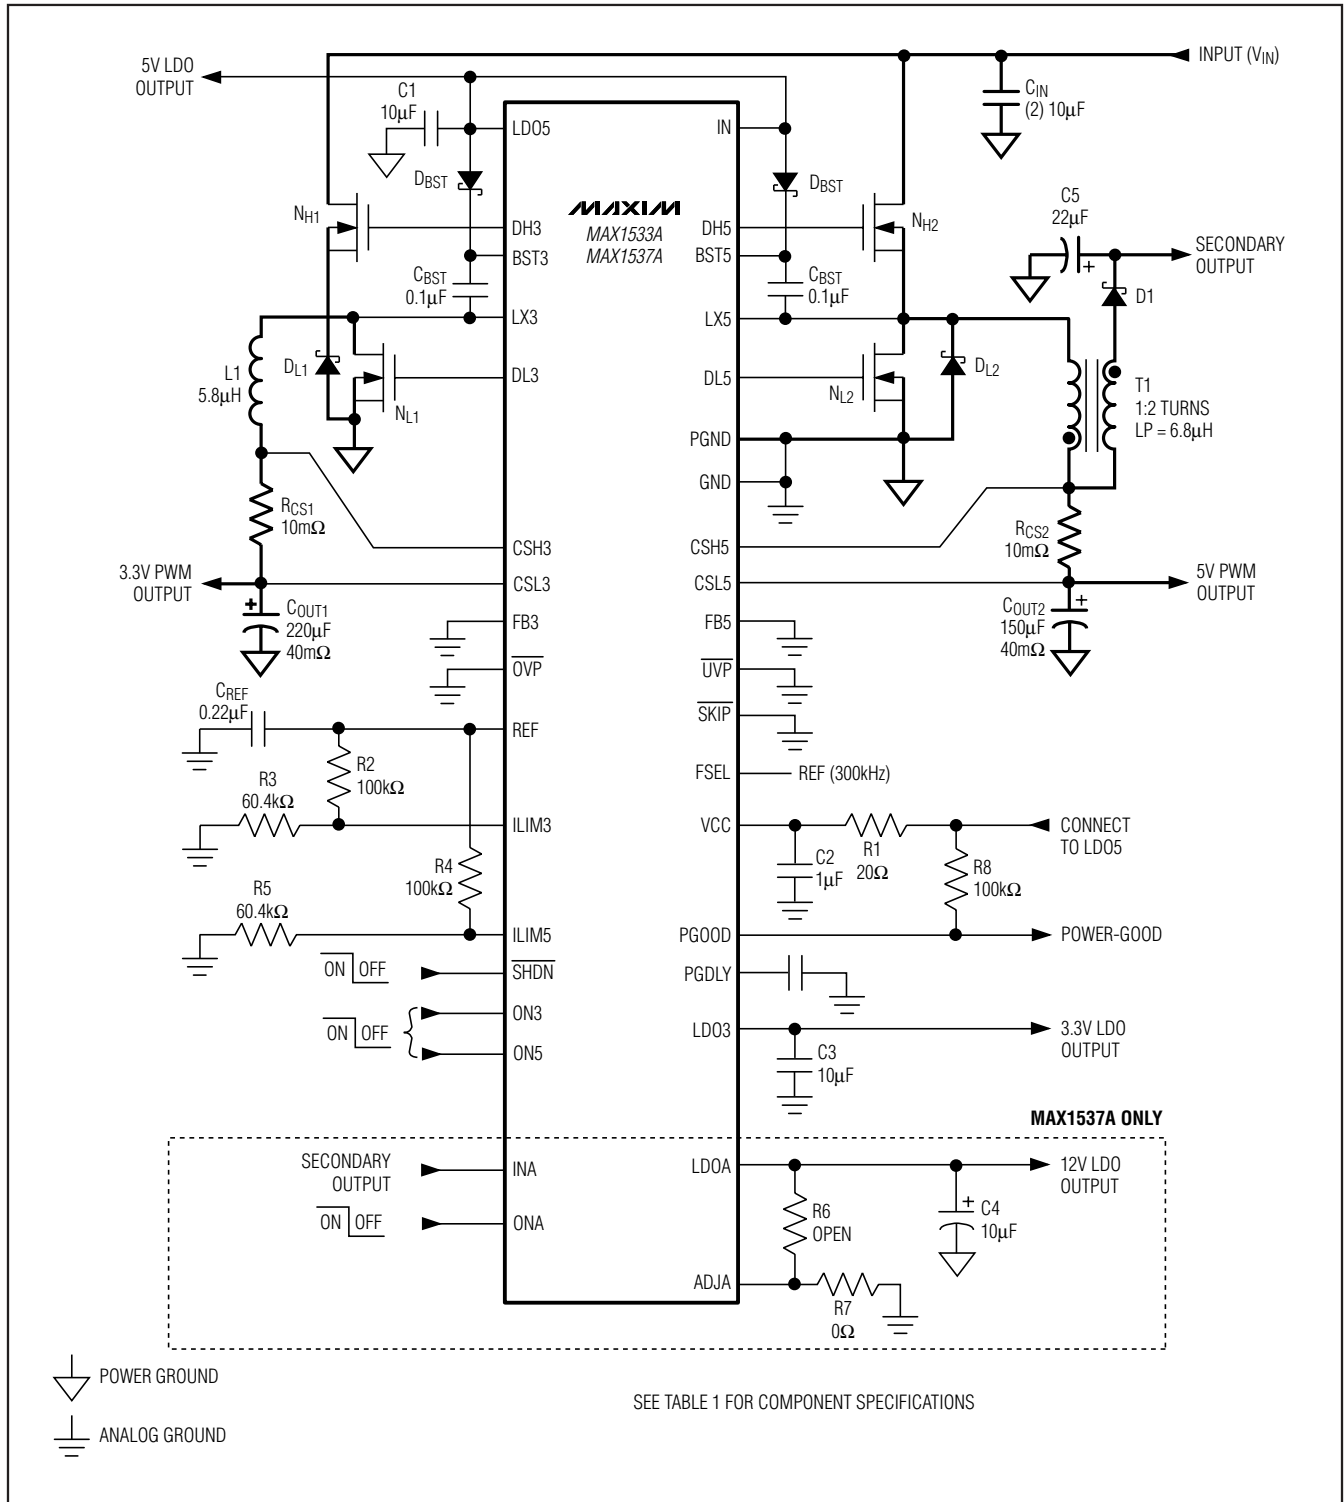 INPUT (VIN)
5V LDO
OUTPUT
C1
10µF
CIN
(2) 10µF
LDO5
IN
DBST
DBST
MAXIM
MAX1533A
MAX1537A
C5
22µF
NH1
DH3
DH5
NH2
SECONDARY
OUTPUT
BST3
BST5
+
CBST
0.1µF
CBST
0.1µF
D1
LX3
LX5
L1
5.8µH
DL1
DL3
DL5
DL2
NL1
NL2
T1
1:2 TURNS
LP = 6.8µH
PGND
GND
RCS1
10mΩ
RCS2
10mΩ
CSH3
CSH5
3.3V PWM
OUTPUT
CSL3
CSL5
5V PWM
OUTPUT
+
COUT1
220µF
40mΩ
+
COUT2
150µF
40mΩ
FB3
FB5
OVP
UVP
CREF
0.22µF
SKIP
REF
R2
100kΩ
FSEL
REF (300kHz)
R3
60.4kΩ
ILIM3
VCC
CONNECT
TO LDO5
R4
100kΩ
C2
1µF
R1
20Ω
R8
100kΩ
R5
60.4kΩ
ILIM5
PGOOD
POWER-GOOD
ON OFF
SHDN
PGDLY
ON3
ON OFF
ON5
LDO3
3.3V LDO
OUTPUT
C3
10µF
MAX1537A ONLY
SECONDARY
OUTPUT
INA
LDOA
12V LDO
OUTPUT
ON OFF
ONA
R6
OPEN
+
C4
10µF
ADJA
R7
0Ω
POWER GROUND
SEE TABLE 1 FOR COMPONENT SPECIFICATIONS
ANALOG GROUND